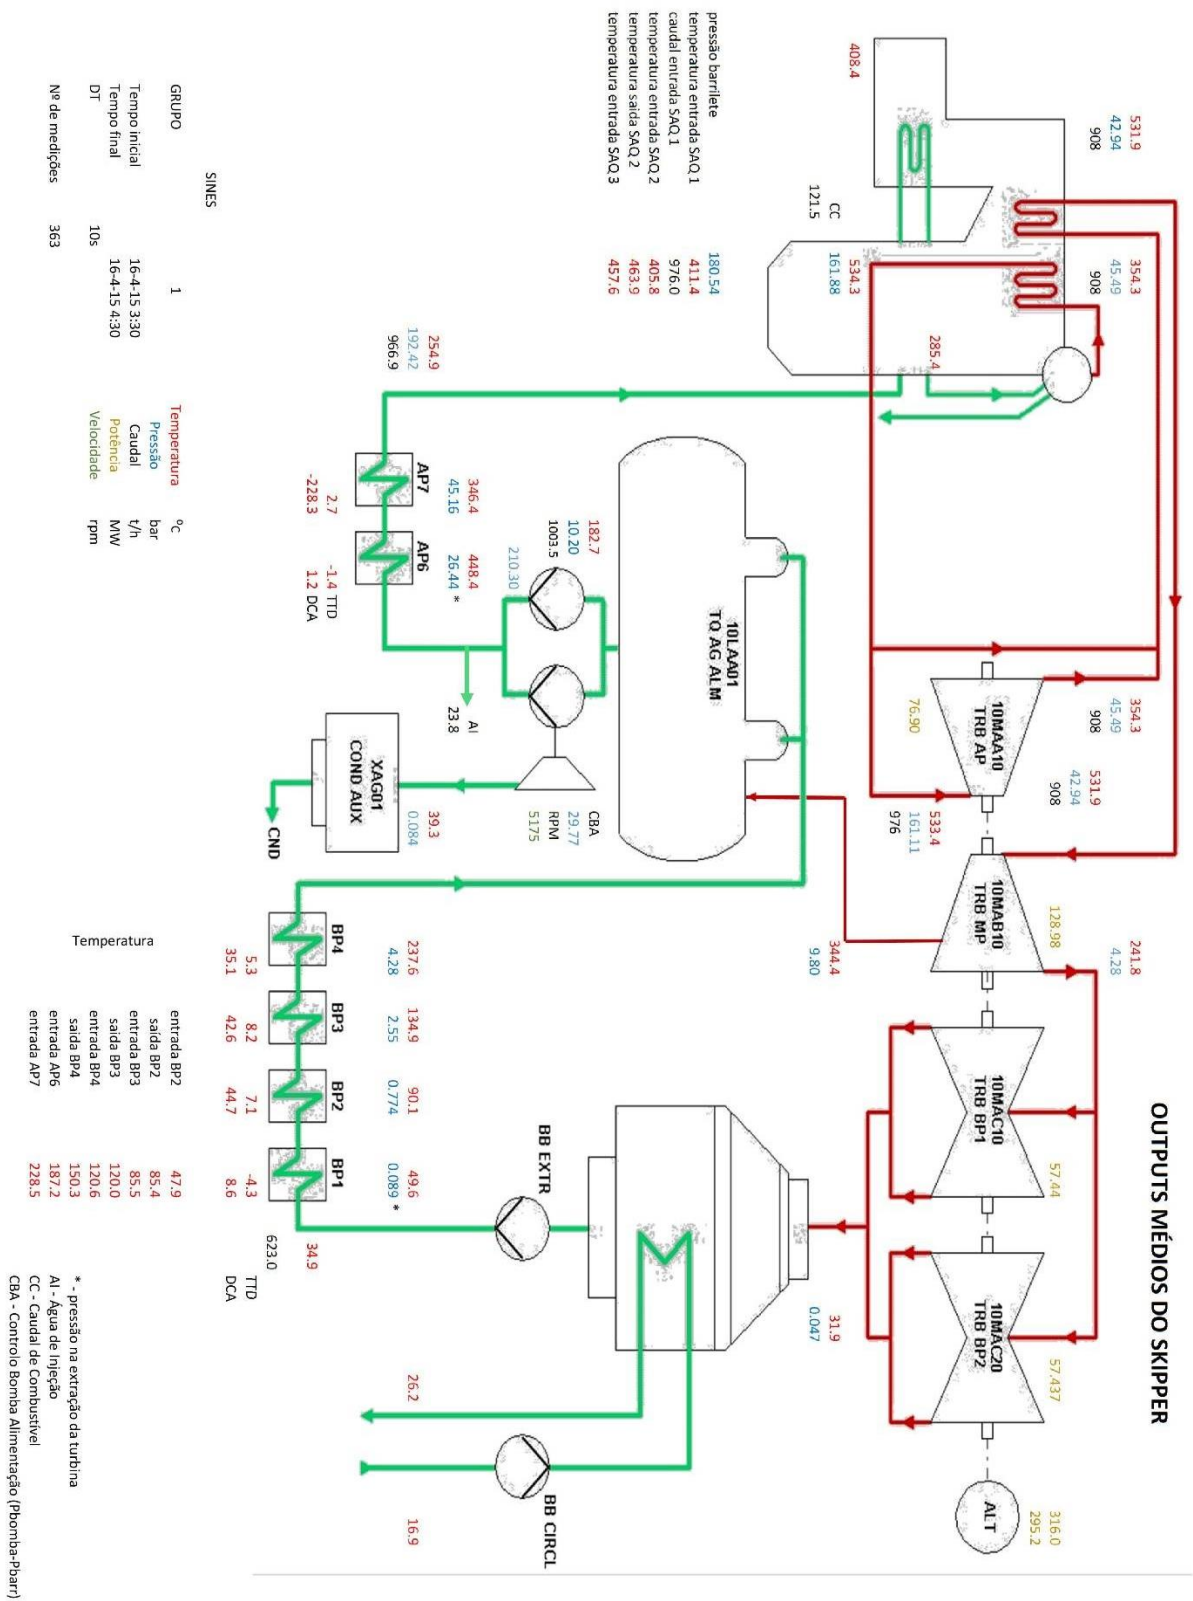 OUTPUTS MÉDIOS DO SKIPPER
531.9
42.94
908
354.3
45.49
908
408.4
CC
121.5
534.3
161.88
285.4
pressão barrilete 180.54
temperatura entrada SAQ 1 411.4
caudal entrada SAQ 1 976.0
temperatura entrada SAQ 2 405.8
temperatura saida SAQ 2 463.9
temperatura entrada SAQ 3 457.6
354.3
45.49
908
10MAA10
TRB AP
76.90
531.9
42.94
908
533.4
161.11
976
10MAB10
TRB MP
128.98
241.8
4.28
344.4
9.80
10MAC10
TRB BP1
57.44
10MAC20
TRB BP2
57.437
ALT
316.0
295.2
10LAA01
TQ AG ALM
182.7
10.20
1003.5
210.30
CBA
29.77
RPM
5175
AI
23.8
254.9
192.42
966.9
AP7
346.4
45.16
2.7
-228.3
AP6
448.4
26.44 *
-1.4 TTD
1.2 DCA
XAG01
COND AUX
39.3
0.084
CND
31.9
0.047
BB EXTR
BB CIRCL
26.2
16.9
BP4
237.6
4.28
5.3
35.1
BP3
134.9
2.55
8.2
42.6
BP2
90.1
0.774
7.1
44.7
BP1
49.6
0.089 *
-4.3
8.6
34.9
623.0
TTD
DCA
SINES
GRUPO 1
Tempo inicial 16-4-15 3:30
Tempo final 16-4-15 4:30
DT 10s
Nº de medições 363
Temperatura ºC
Pressão bar
Caudal t/h
Potência MW
Velocidade rpm
Temperatura
entrada BP2 47.9
saída BP2 85.4
entrada BP3 85.5
saida BP3 120.0
entrada BP4 120.6
saida BP4 150.3
entrada AP6 187.2
entrada AP7 228.5
* - pressão na extração da turbina
AI - Água de Injeção
CC - Caudal de Combustível
CBA - Controlo Bomba Alimentação (Pbomba-Pbarr)